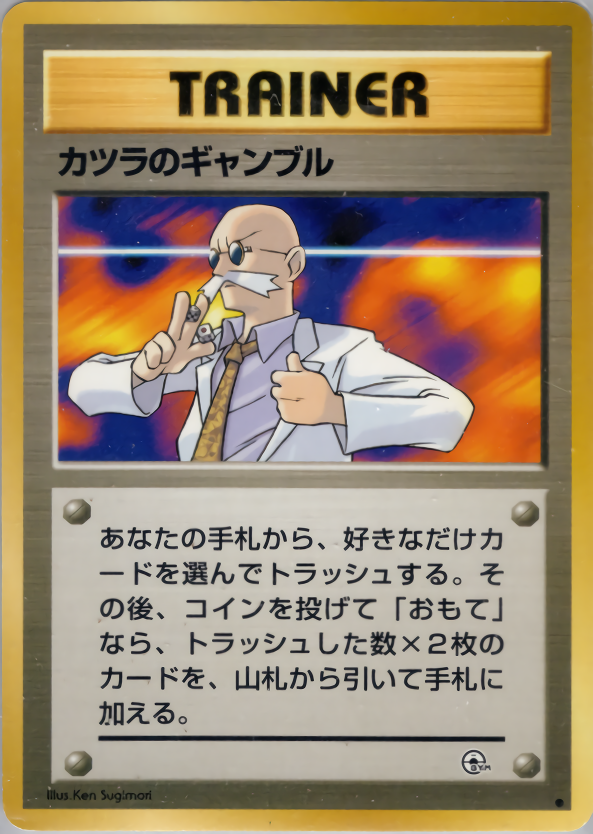 TRAINER
カツラのギャンブル
あなたの手札から、好きなだけカ
ードを選んでトラッシュする。そ
の後、コインを投げて「おもて」
なら、トラッシュした数×2枚の
カードを、山札から引いて手札に
加える。
GYM
Illus.Ken Sugimori